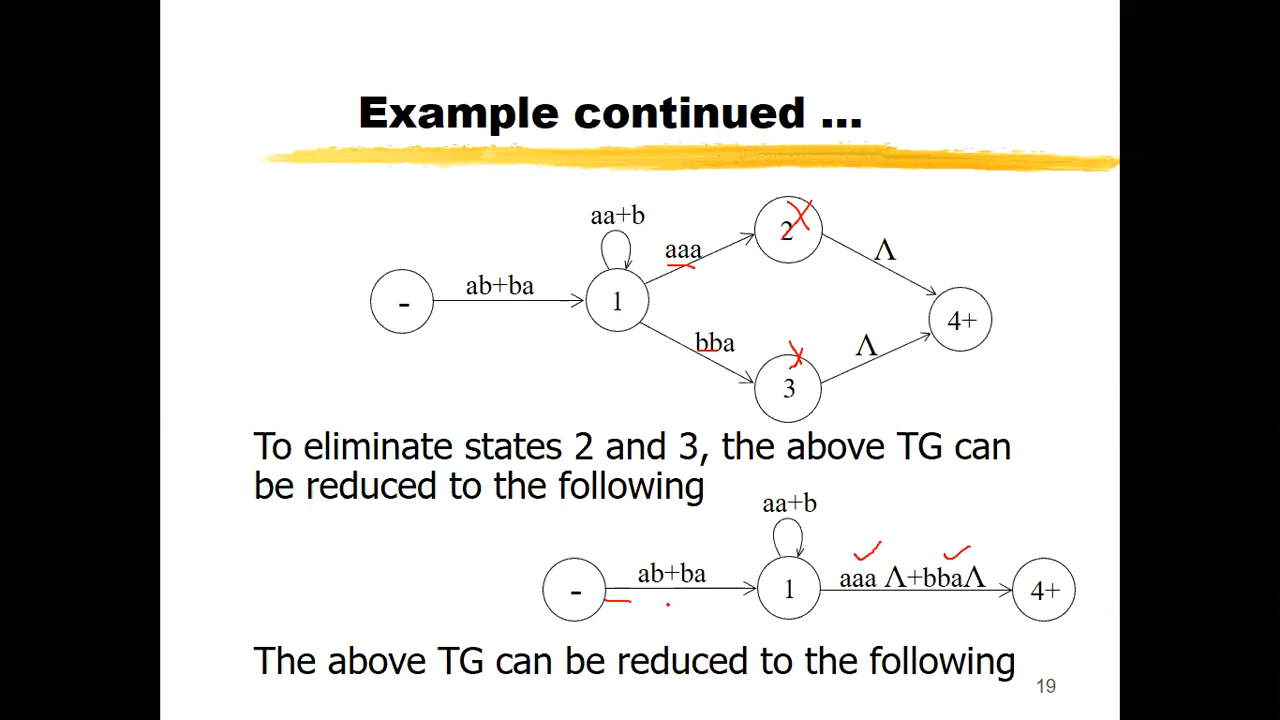 Example continued ...
aa+b
2
aaa
Λ
ab+ba
-
1
4+
bba
Λ
3
To eliminate states 2 and 3, the above TG can
be reduced to the following
aa+b
ab+ba
aaa Λ+bbaΛ
-
1
4+
The above TG can be reduced to the following
19